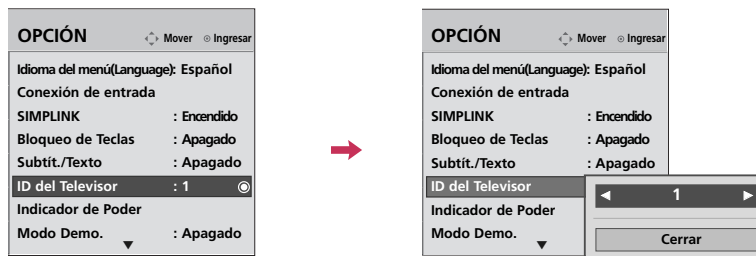 OPCIÓN Mover Ingresar
Idioma del menú(Language): Español
Conexión de entrada
SIMPLINK : Encendido
Bloqueo de Teclas : Apagado
Subtít./Texto : Apagado
ID del Televisor : 1
Indicador de Poder
Modo Demo. : Apagado
OPCIÓN Mover Ingresar
Idioma del menú(Language): Español
Conexión de entrada
SIMPLINK : Encendido
Bloqueo de Teclas : Apagado
Subtít./Texto : Apagado
ID del Televisor
◀ 1 ▶
Indicador de Poder
Modo Demo.
Cerrar